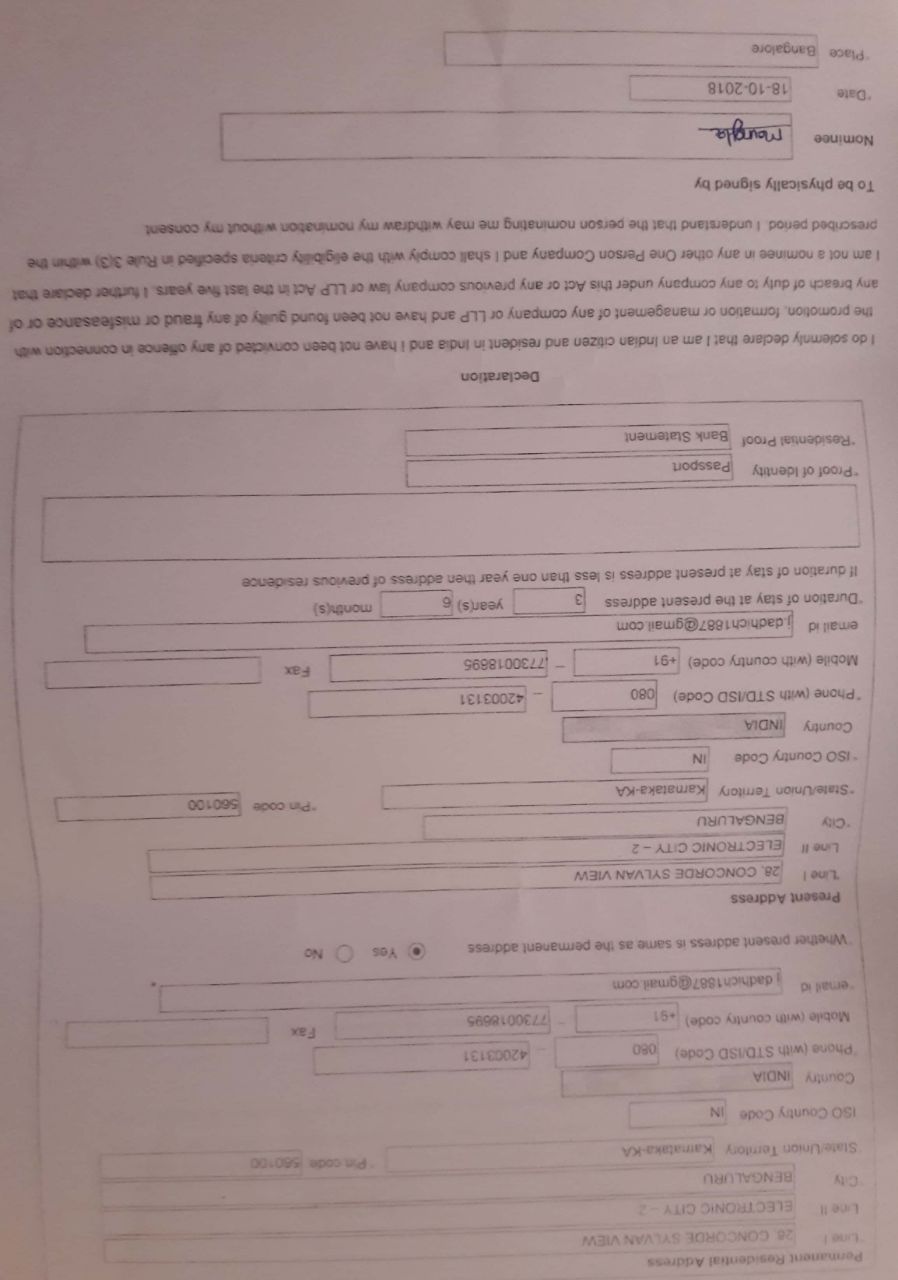 Permanent Residential Address
*Line I 28, CONCORDE SYLVAN VIEW
Line II ELECTRONIC CITY – 2
*City BENGALURU
*State/Union Territory Karnataka-KA *Pin code 560100
ISO Country Code IN
Country INDIA
*Phone (with STD/ISD Code) 080 – 42003131
Mobile (with country code) +91 – 7730018695 Fax
*email id j.dadhich1887@gmail.com
*Whether present address is same as the permanent address Yes No
Present Address
*Line I 28, CONCORDE SYLVAN VIEW
Line II ELECTRONIC CITY – 2
*City BENGALURU
*State/Union Territory Karnataka-KA *Pin code 560100
*ISO Country Code IN
Country INDIA
*Phone (with STD/ISD Code) 080 – 42003131
Mobile (with country code) +91 – 7730018695 Fax
email id j.dadhich1887@gmail.com
*Duration of stay at the present address 3 year(s) 6 month(s)
If duration of stay at present address is less than one year then address of previous residence
*Proof of Identity Passport
*Residential Proof Bank Statement
Declaration
I do solemnly declare that I am an Indian citizen and resident in India and I have not been convicted of any offence in connection with
the promotion, formation or management of any company or LLP and have not been found guilty of any fraud or misfeasance or of
any breach of duty to any company under this Act or any previous company law or LLP Act in the last five years. I further declare that
I am not a nominee in any other One Person Company and I shall comply with the eligibility criteria specified in Rule 3(3) within the
prescribed period. I understand that the person nominating me may withdraw my nomination without my consent
To be physically signed by
Nominee
*Date 18-10-2018
*Place Bangalore